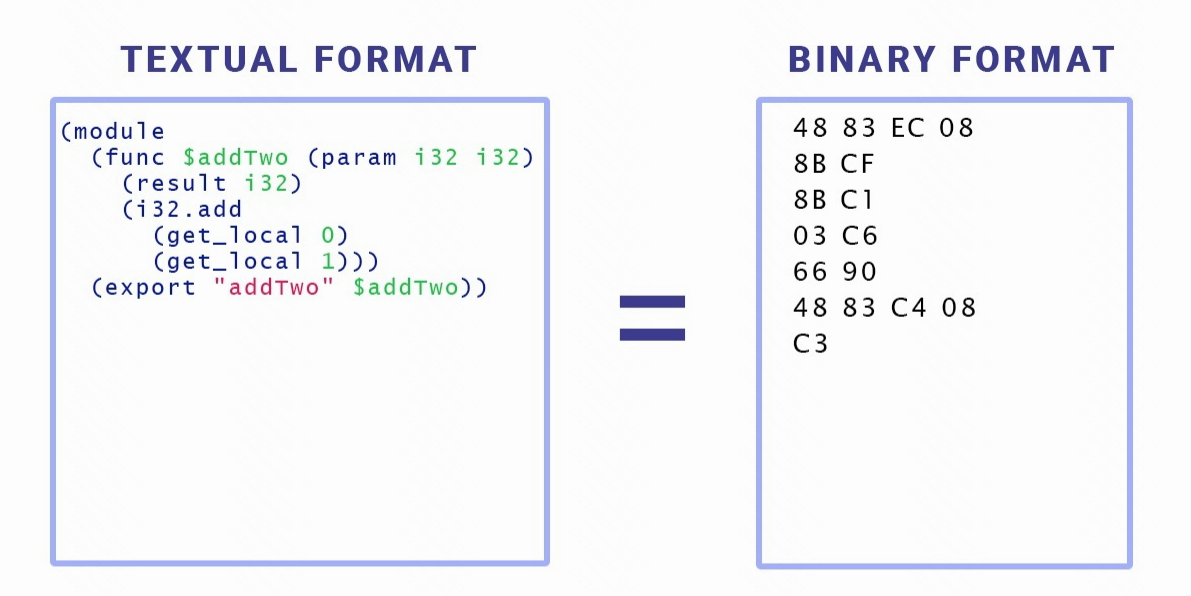 TEXTUAL FORMAT
(module
(func $addTwo (param i32 i32)
(result i32)
(i32.add
(get_local 0)
(get_local 1)))
(export "addTwo" $addTwo))
=
BINARY FORMAT
48 83 EC 08
8B CF
8B C1
03 C6
66 90
48 83 C4 08
C3